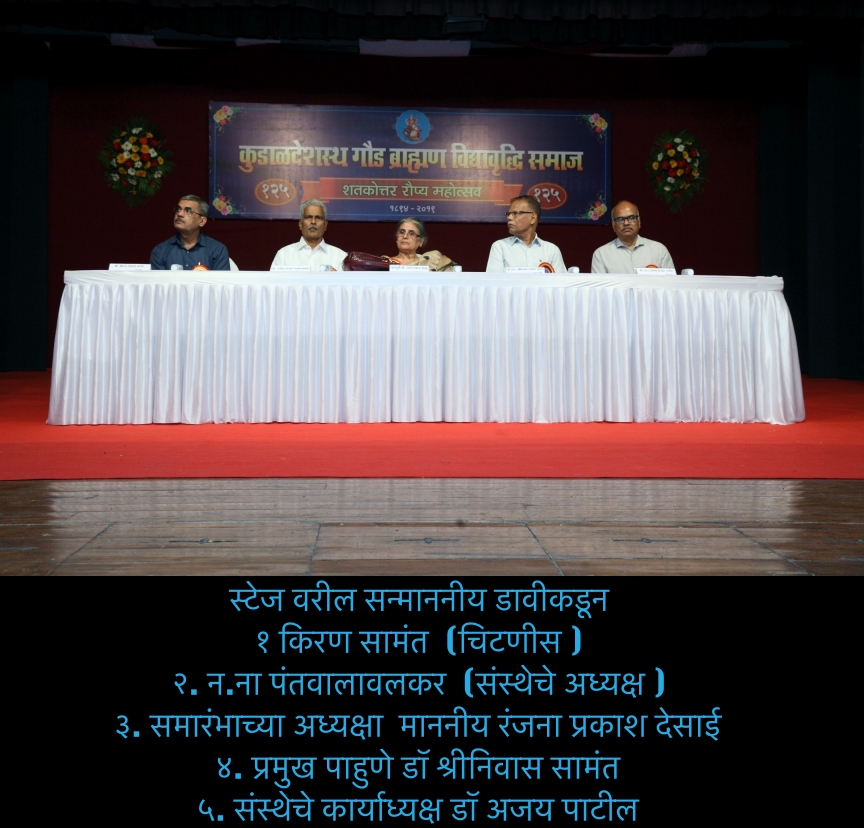 कुडाळदेशस्थ गौड ब्राह्मण विद्यावृद्धि समाज
१२५ शतकोत्तर रौप्य महोत्सव १२५
१८९४ - २०१९
स्टेज वरील सन्माननीय डावीकडून
१ किरण सामंत (चिटणीस )
२. न.ना पंतवालावलकर (संस्थेचे अध्यक्ष )
३. समारंभाच्या अध्यक्षा माननीय रंजना प्रकाश देसाई
४. प्रमुख पाहुणे डॉ श्रीनिवास सामंत
५. संस्थेचे कार्याध्यक्ष डॉ अजय पाटील